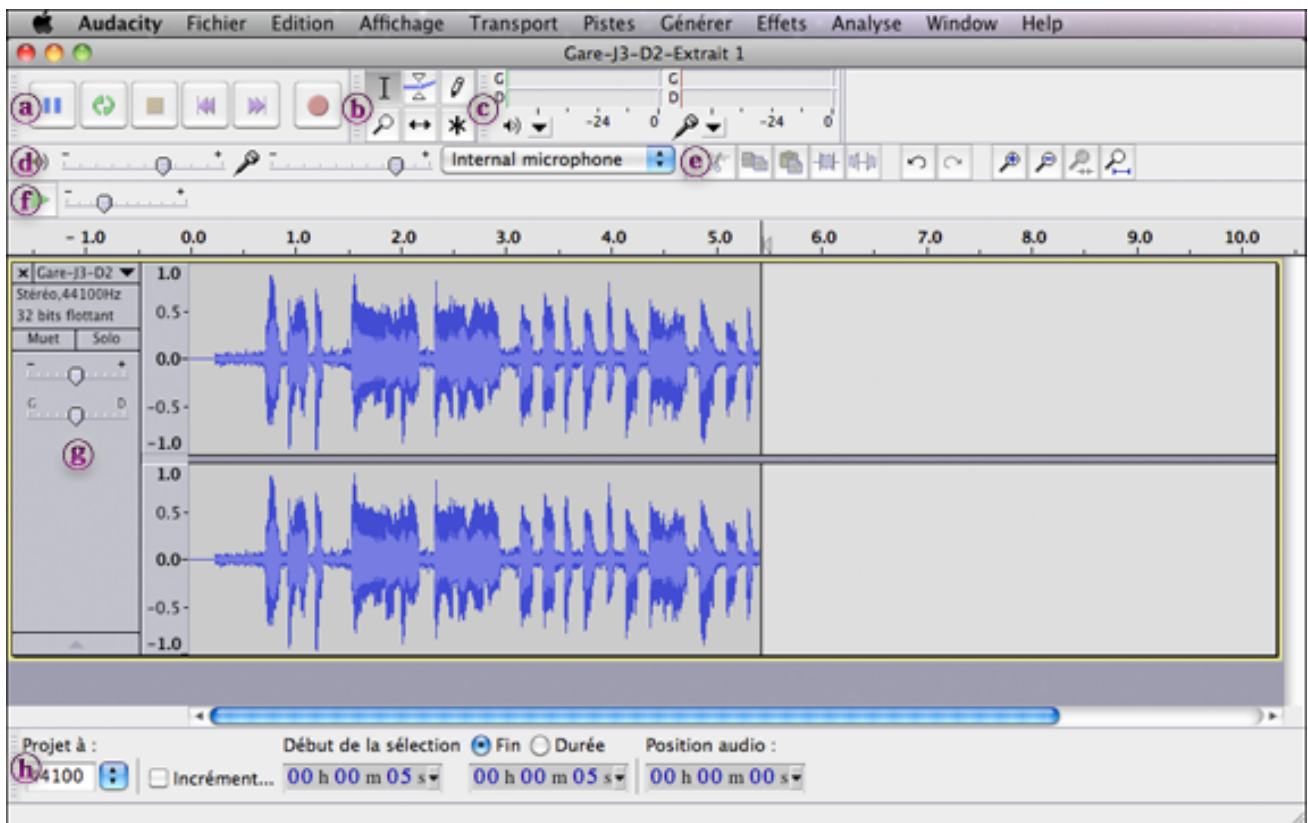 Audacity Fichier Edition Affichage Transport Pistes Générer Effets Analyse Window Help
Gare-J3-D2-Extrait 1
a
b
c
G
D
-24 0
G
D
-24 0
d
- +
- +
Internal microphone
e
f
- +
- 1.0 0.0 1.0 2.0 3.0 4.0 5.0 6.0 7.0 8.0 9.0 10.0
Gare-J3-D2
Stéréo,44100Hz
32 bits flottant
Muet Solo
- +
G D
g
1.0
0.5
0.0
-0.5
-1.0
1.0
0.5
0.0
-0.5
-1.0
Projet à : Début de la sélection Fin Durée Position audio :
h
4100 Incrément... 00 h 00 m 05 s 00 h 00 m 05 s 00 h 00 m 00 s